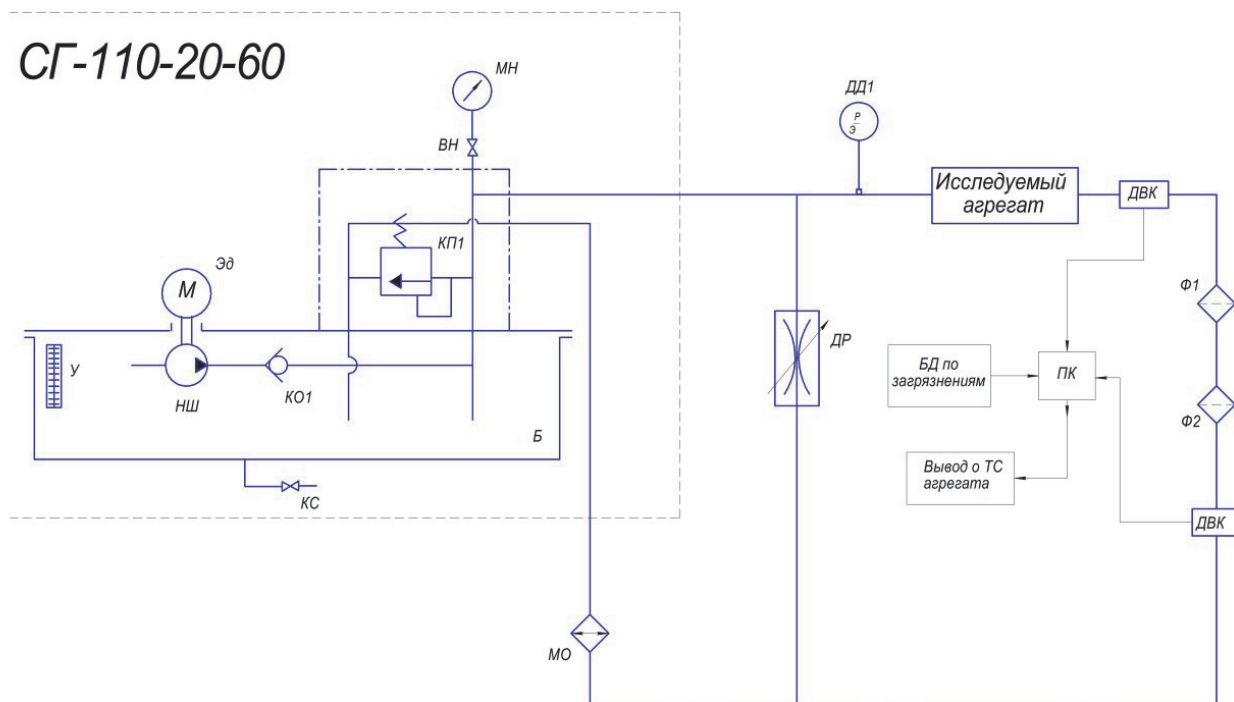 СГ-110-20-60
МН
ВН
ДД1
Р
Э
Исследуемый
агрегат
ДВК
КП1
Эд
М
Ф1
ДР
У
НШ
КО1
БД по
загрязнениям
ПК
Ф2
Б
Вывод о ТС
агрегата
КС
ДВК
МО